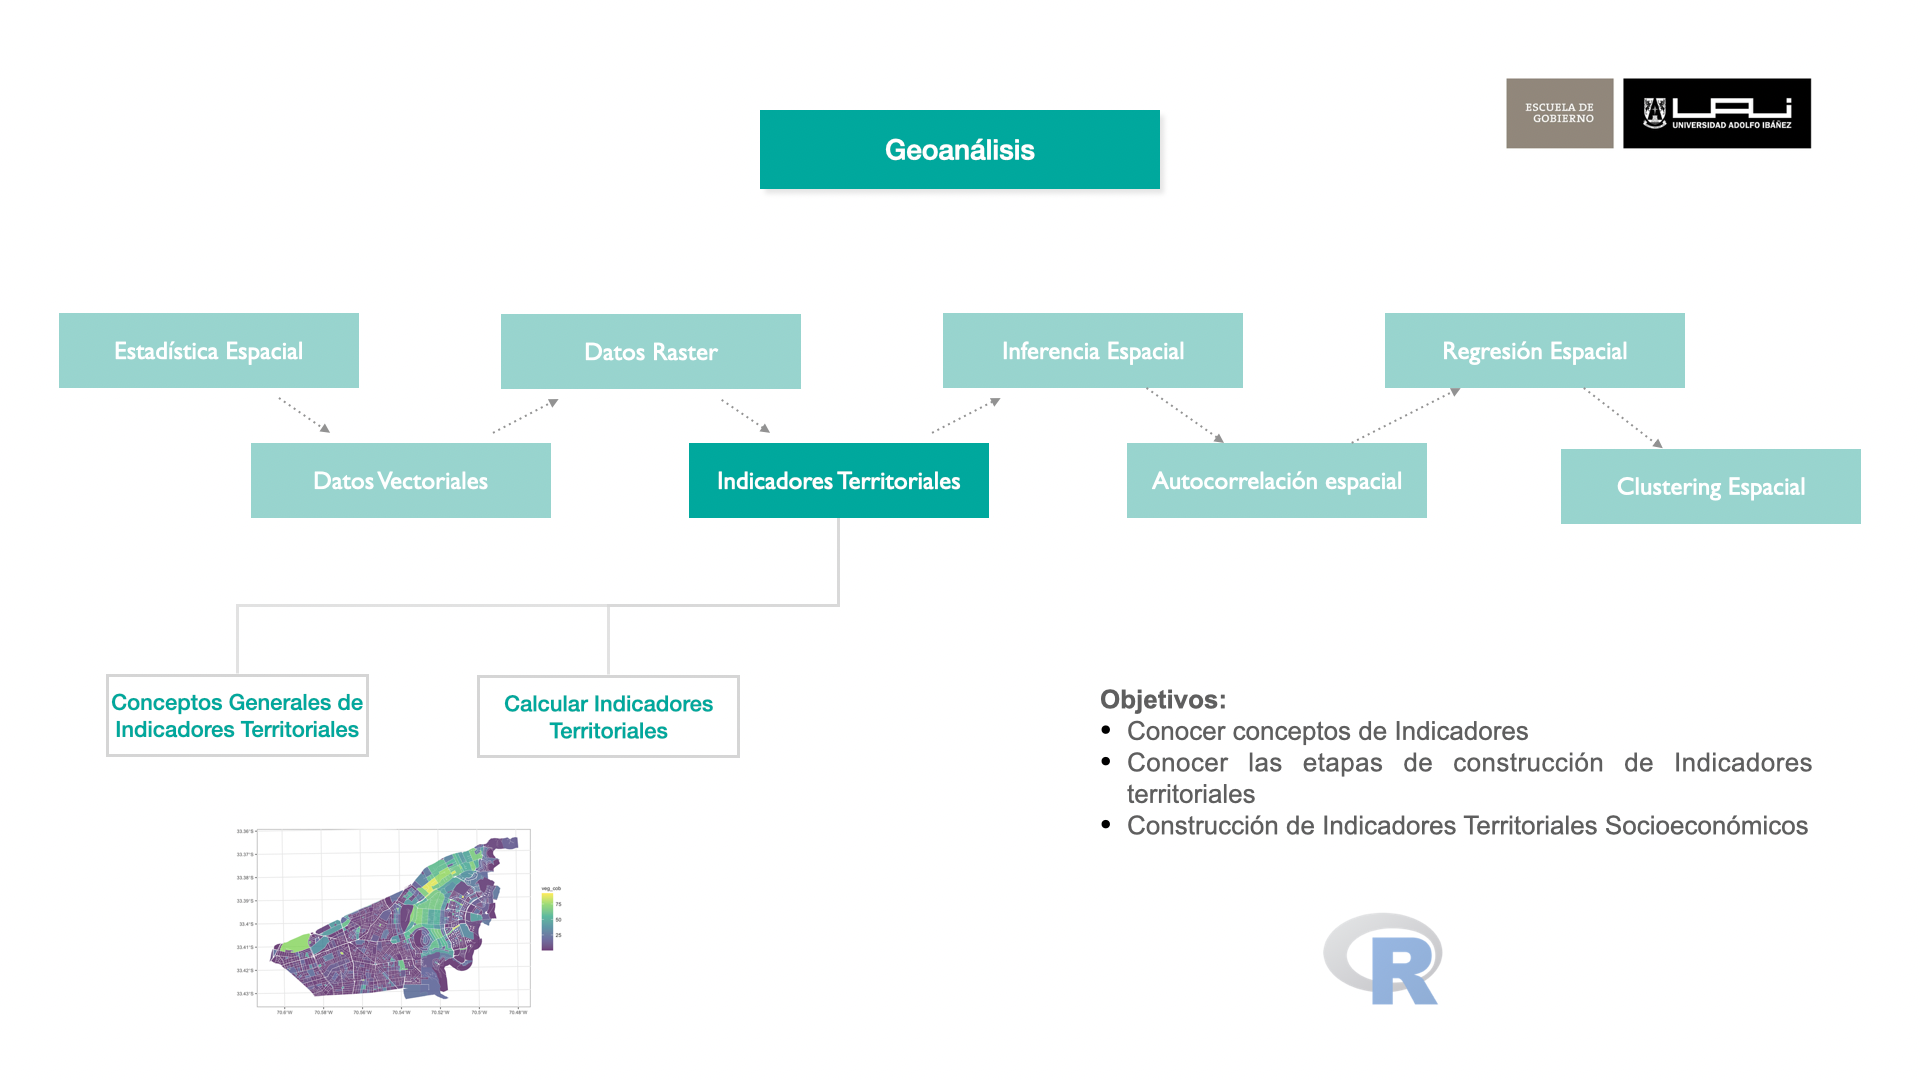 ESCUELA DE
GOBIERNO
UAI
UNIVERSIDAD ADOLFO IBÁÑEZ
Geoanálisis
Estadística Espacial
Datos Raster
Inferencia Espacial
Regresión Espacial
Datos Vectoriales
Indicadores Territoriales
Autocorrelación espacial
Clustering Espacial
Conceptos Generales de
Indicadores Territoriales
Calcular Indicadores
Territoriales
Objetivos:
• Conocer conceptos de Indicadores
• Conocer las etapas de construcción de Indicadores
territoriales
• Construcción de Indicadores Territoriales Socioeconómicos
33.36°S
33.37°S
33.38°S
33.39°S
33.4°S
33.41°S
33.42°S
33.43°S
70.6°W
70.58°W
70.56°W
70.54°W
70.52°W
70.5°W
70.48°W
veg_cob
75
50
25
R